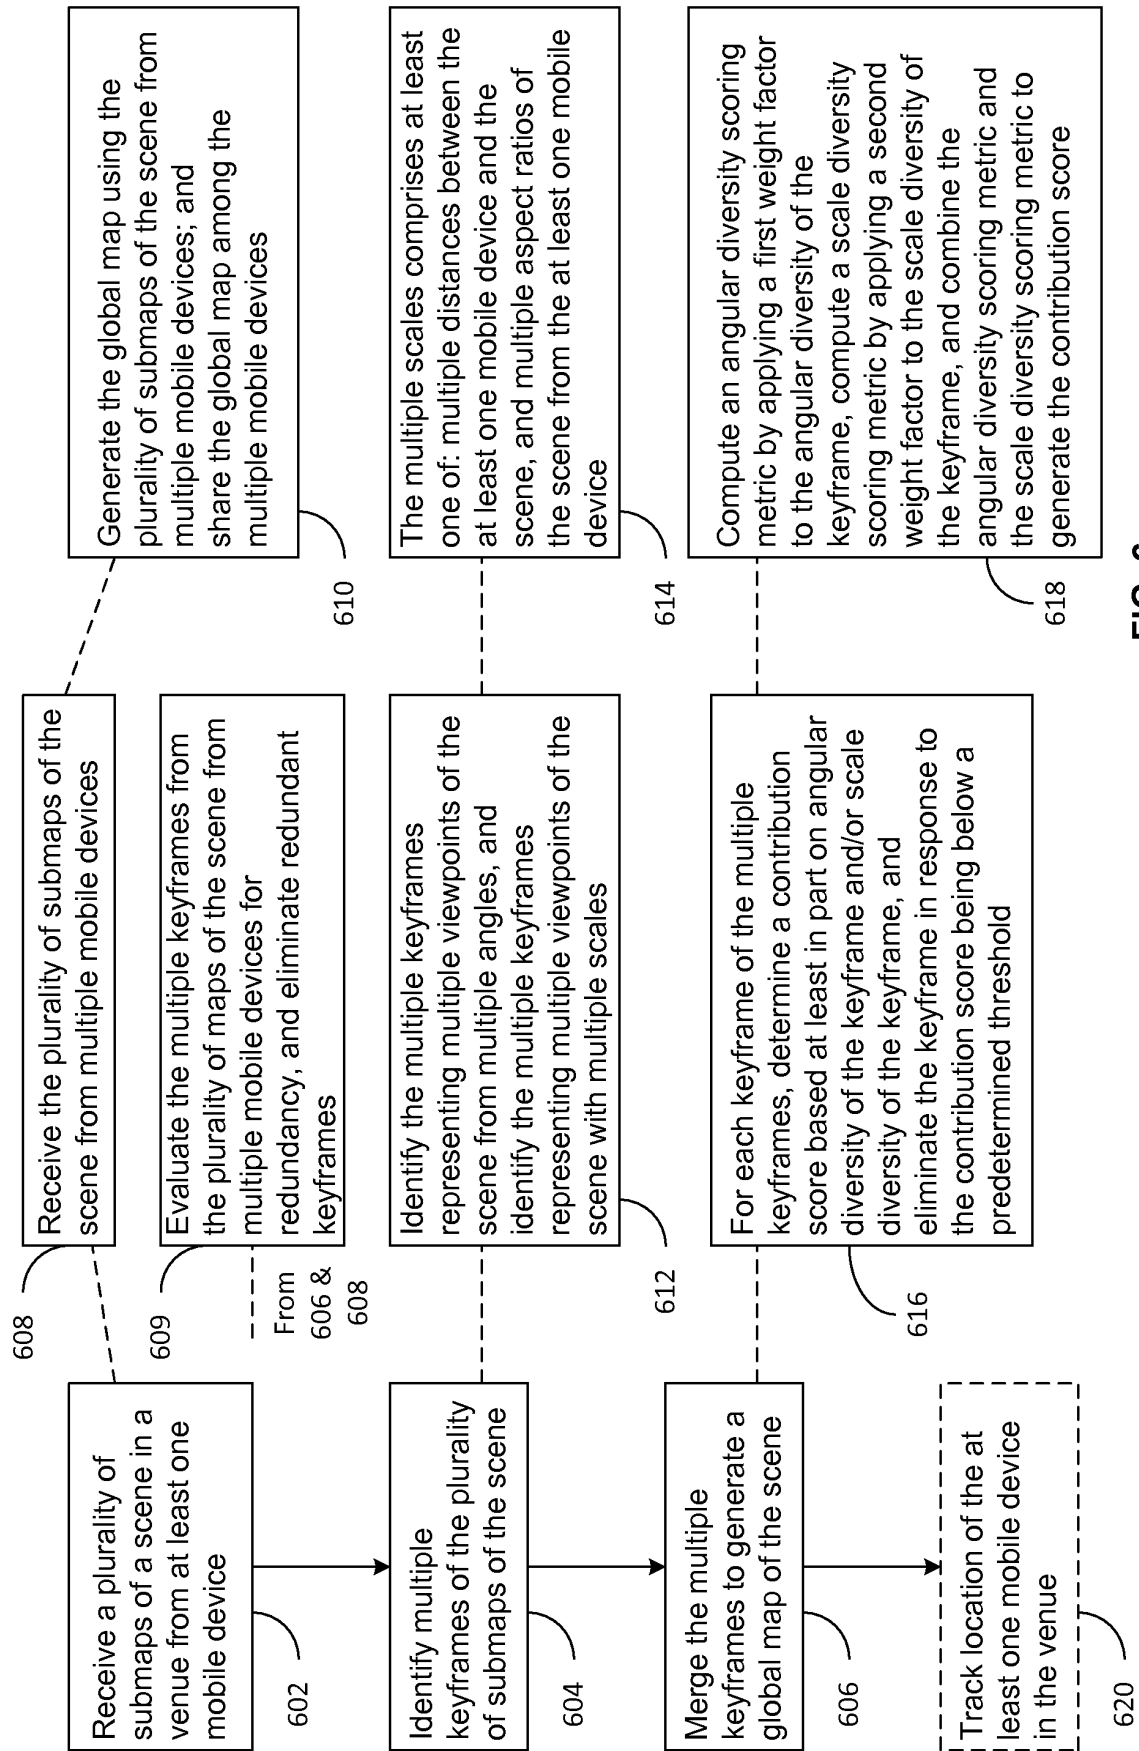 Receive a plurality of
submaps of a scene in a
venue from at least one
mobile device
602
Identify multiple
keyframes of the plurality
of submaps of the scene
604
Merge the multiple
keyframes to generate a
global map of the scene
606
Track location of the at
least one mobile device
in the venue
620
608
Receive the plurality of submaps of the
scene from multiple mobile devices
609
Evaluate the multiple keyframes from
the plurality of maps of the scene from
multiple mobile devices for
redundancy, and eliminate redundant
keyframes
From
606 &
608
Identify the multiple keyframes
representing multiple viewpoints of the
scene from multiple angles, and
identify the multiple keyframes
representing multiple viewpoints of the
scene with multiple scales
612
For each keyframe of the multiple
keyframes, determine a contribution
score based at least in part on angular
diversity of the keyframe and/or scale
diversity of the keyframe, and
eliminate the keyframe in response to
the contribution score being below a
predetermined threshold
616
Generate the global map using the
plurality of submaps of the scene from
multiple mobile devices; and
share the global map among the
multiple mobile devices
610
The multiple scales comprises at least
one of: multiple distances between the
at least one mobile device and the
scene, and multiple aspect ratios of
the scene from the at least one mobile
device
614
Compute an angular diversity scoring
metric by applying a first weight factor
to the angular diversity of the
keyframe, compute a scale diversity
scoring metric by applying a second
weight factor to the scale diversity of
the keyframe, and combine the
angular diversity scoring metric and
the scale diversity scoring metric to
generate the contribution score
618